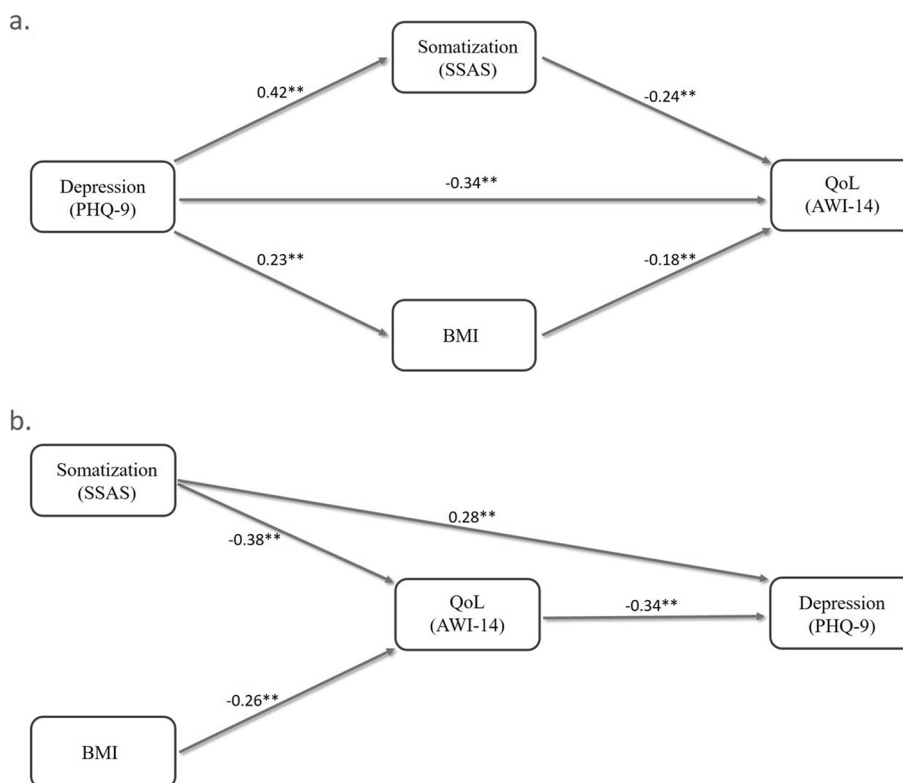 a.
Somatization
(SSAS)
0.42**
-0.24**
Depression
(PHQ-9)
-0.34**
QoL
(AWI-14)
0.23**
-0.18**
BMI
b.
Somatization
(SSAS)
0.28**
-0.38**
QoL
(AWI-14)
-0.34**
Depression
(PHQ-9)
-0.26**
BMI